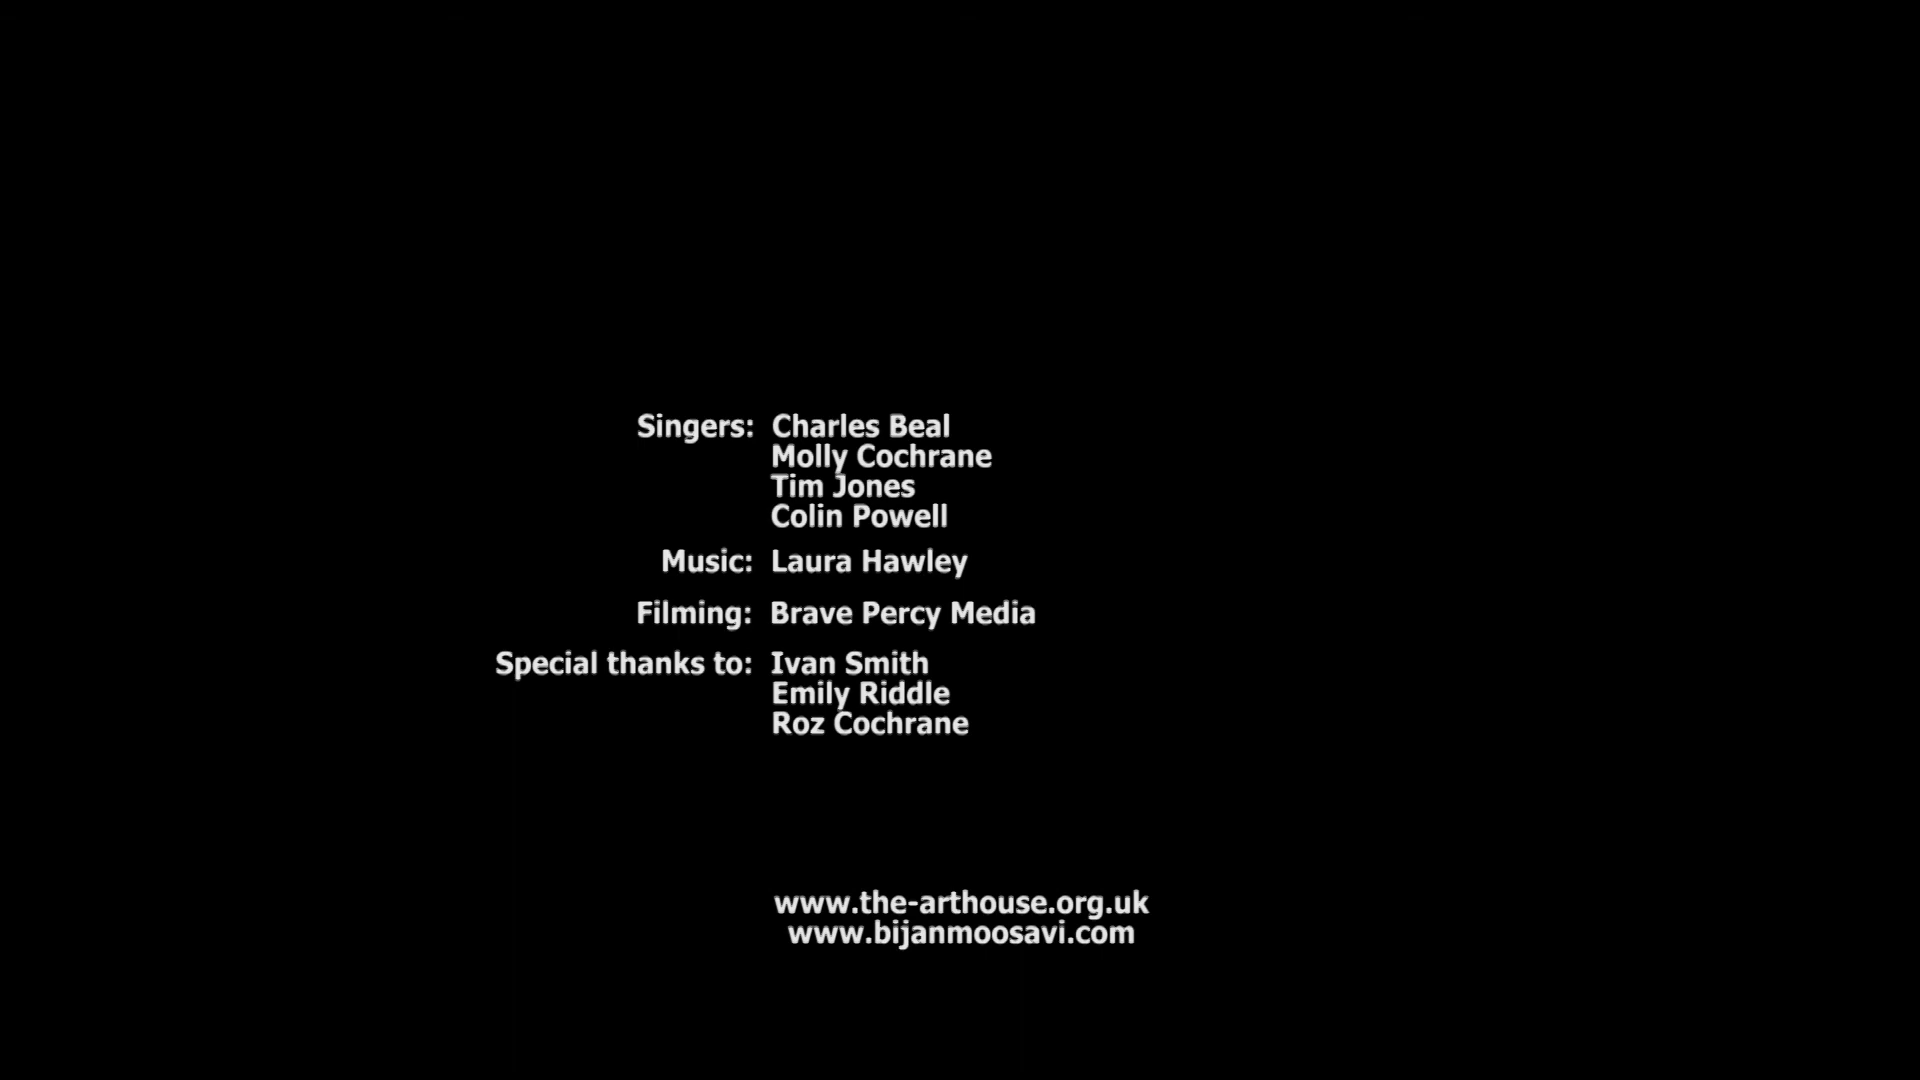 Singers: Charles Beal
Molly Cochrane
Tim Jones
Colin Powell
Music: Laura Hawley
Filming: Brave Percy Media
Special thanks to: Ivan Smith
Emily Riddle
Roz Cochrane
www.the-arthouse.org.uk
www.bijanmoosavi.com